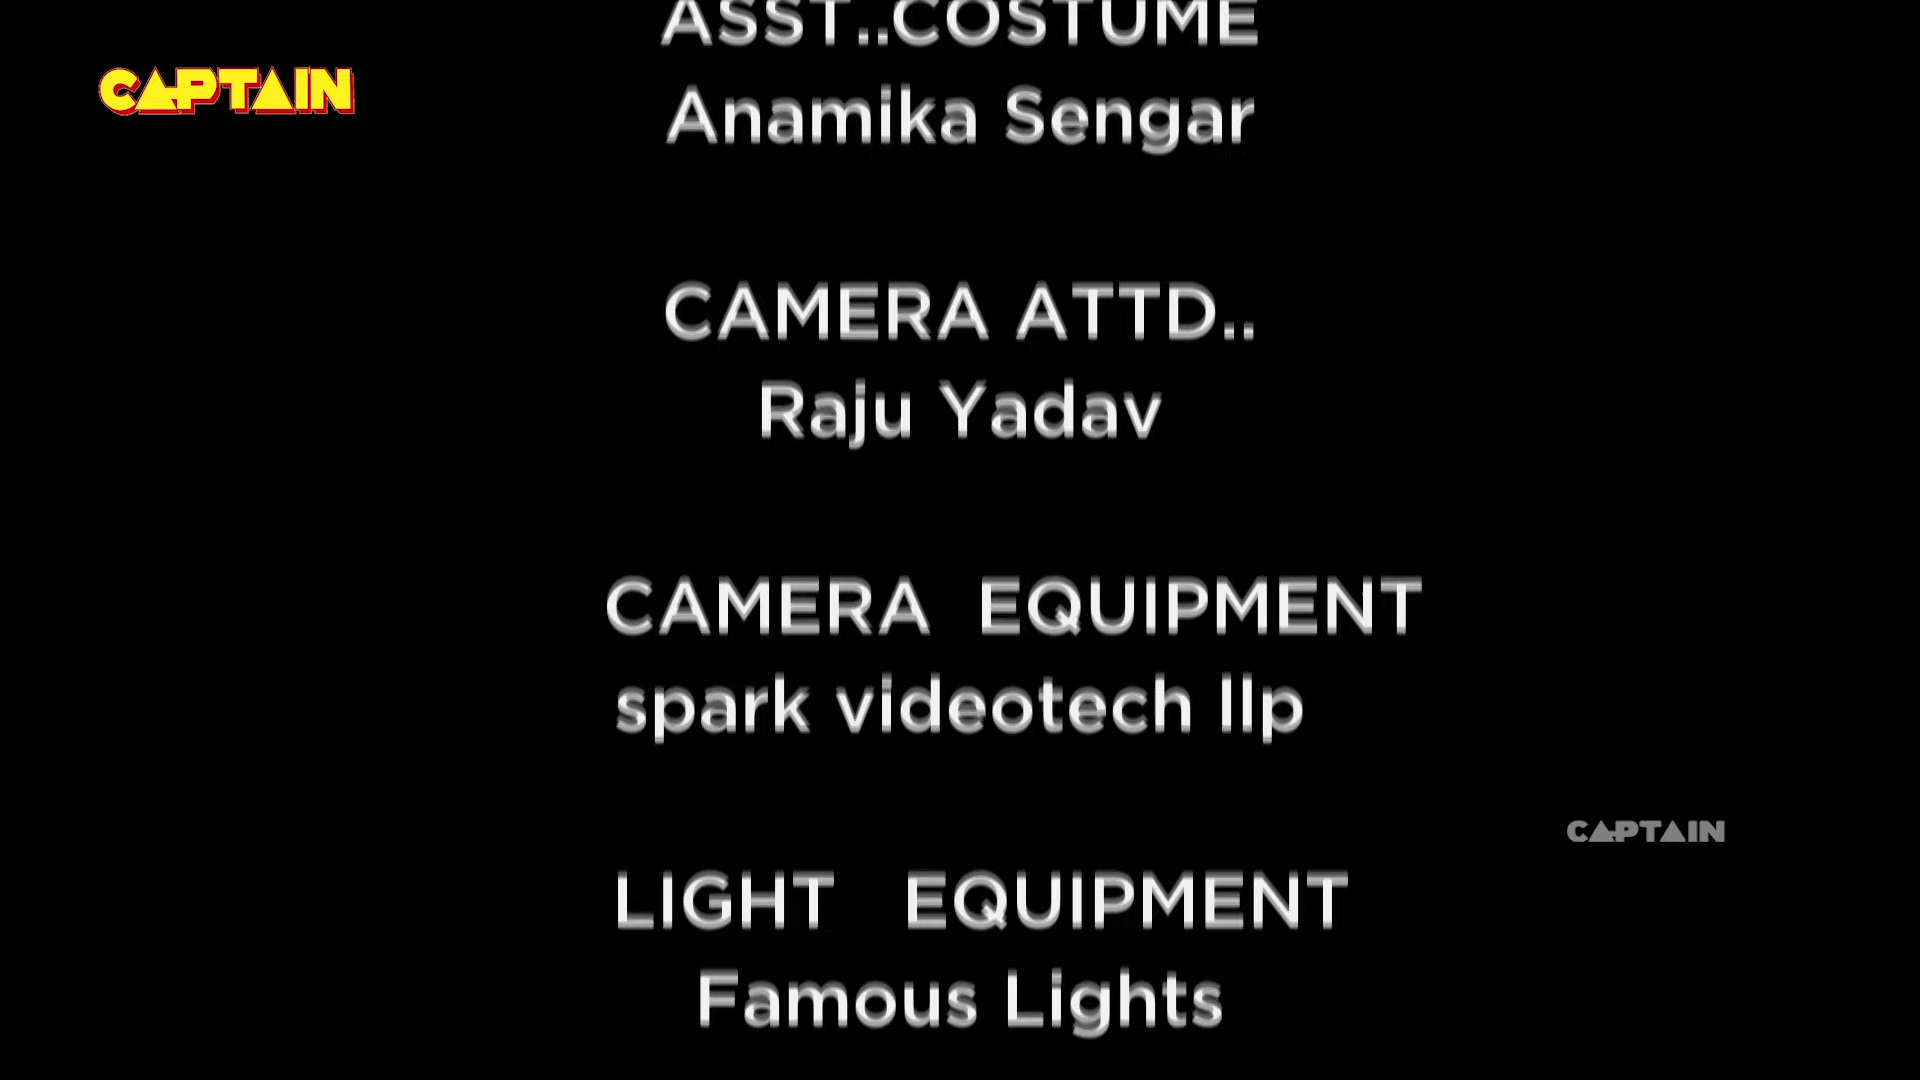 ASST..COSTUME
CAPTAIN
Anamika Sengar
CAMERA ATTD..
Raju Yadav
CAMERA EQUIPMENT
spark videotech llp
CAPTAIN
LIGHT EQUIPMENT
Famous Lights